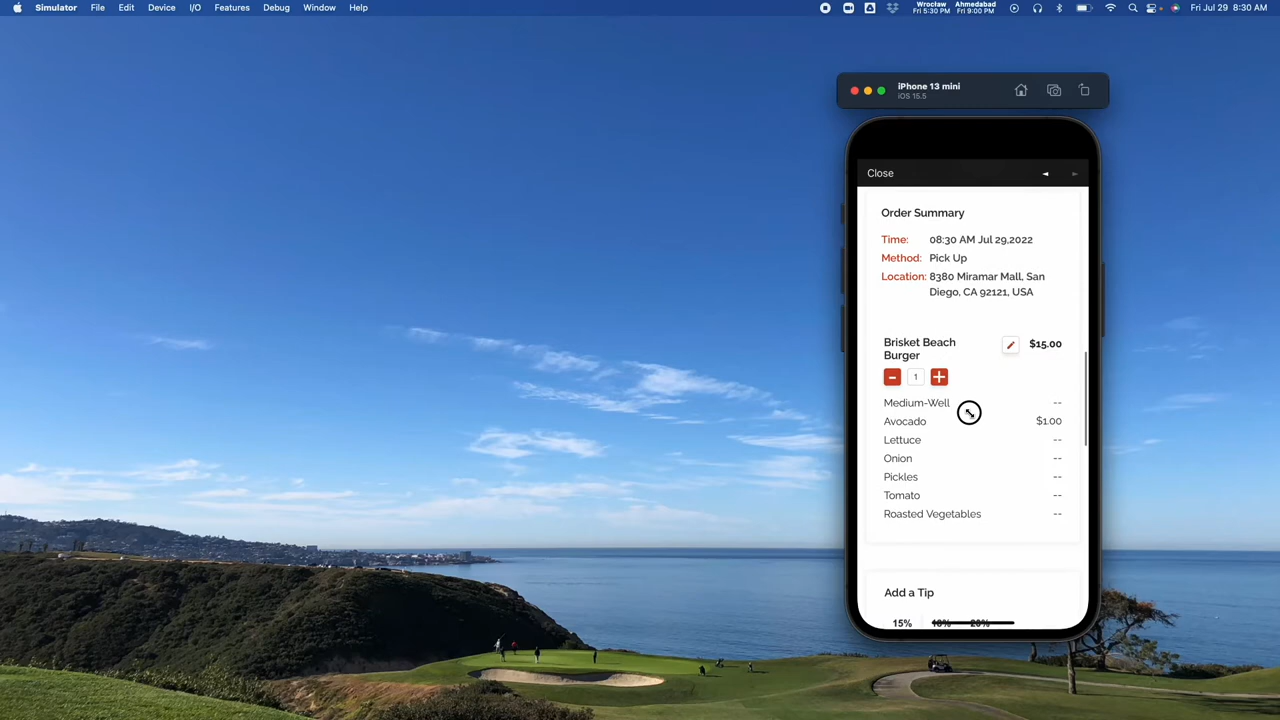 Simulator File Edit Device I/O Features Debug Window Help
Wrocław Ahmedabad
Fri 5:30 PM Fri 9:00 PM
Fri Jul 29 8:30 AM
iPhone 13 mini
iOS 15.5
Close
Order Summary
Time: 08:30 AM Jul 29,2022
Method: Pick Up
Location: 8380 Miramar Mall, San
Diego, CA 92121, USA
Brisket Beach $15.00
Burger
- 1 +
Medium-Well --
Avocado $1.00
Lettuce --
Onion --
Pickles --
Tomato --
Roasted Vegetables --
Add a Tip
15% 18% 20%